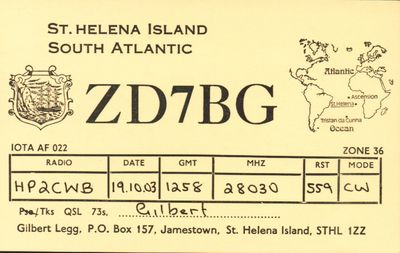 ST. HELENA ISLAND
SOUTH ATLANTIC
ZD7BG
Atlantic
Ascension
St.Helena
Tristan da Cunha
Ocean
IOTA AF 022
ZONE 36
RADIO DATE GMT MHZ RST MODE
HP2CWB 19.10.03 1258 28030 559 CW
Pse/Tks QSL 73s, Gilbert
Gilbert Legg, P.O. Box 157, Jamestown, St. Helena Island, STHL 1ZZ